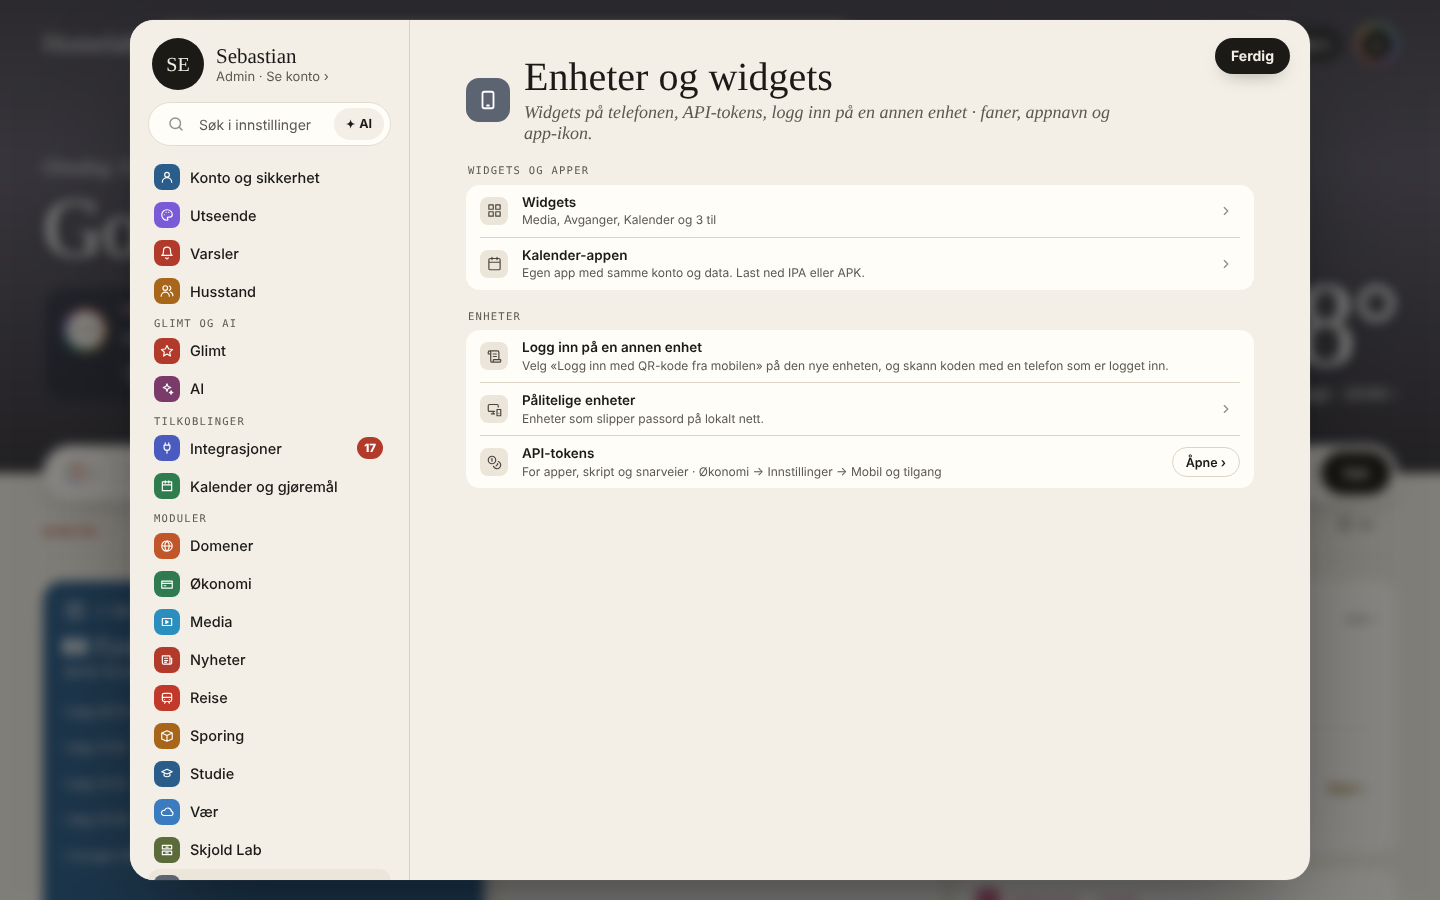 SE
Sebastian
Admin · Se konto ›
Søk i innstillinger
✦ AI
Konto og sikkerhet
Utseende
Varsler
Husstand
GLIMT OG AI
Glimt
AI
TILKOBLINGER
Integrasjoner
17
Kalender og gjøremål
MODULER
Domener
Økonomi
Media
Nyheter
Reise
Sporing
Studie
Vær
Skjold Lab
Ferdig
Enheter og widgets
Widgets på telefonen, API-tokens, logg inn på en annen enhet · faner, appnavn og
app-ikon.
WIDGETS OG APPER
Widgets
Media, Avganger, Kalender og 3 til
Kalender-appen
Egen app med samme konto og data. Last ned IPA eller APK.
ENHETER
Logg inn på en annen enhet
Velg «Logg inn med QR-kode fra mobilen» på den nye enheten, og skann koden med en telefon som er logget inn.
Pålitelige enheter
Enheter som slipper passord på lokalt nett.
API-tokens
For apper, skript og snarveier · Økonomi → Innstillinger → Mobil og tilgang
Åpne ›
8°